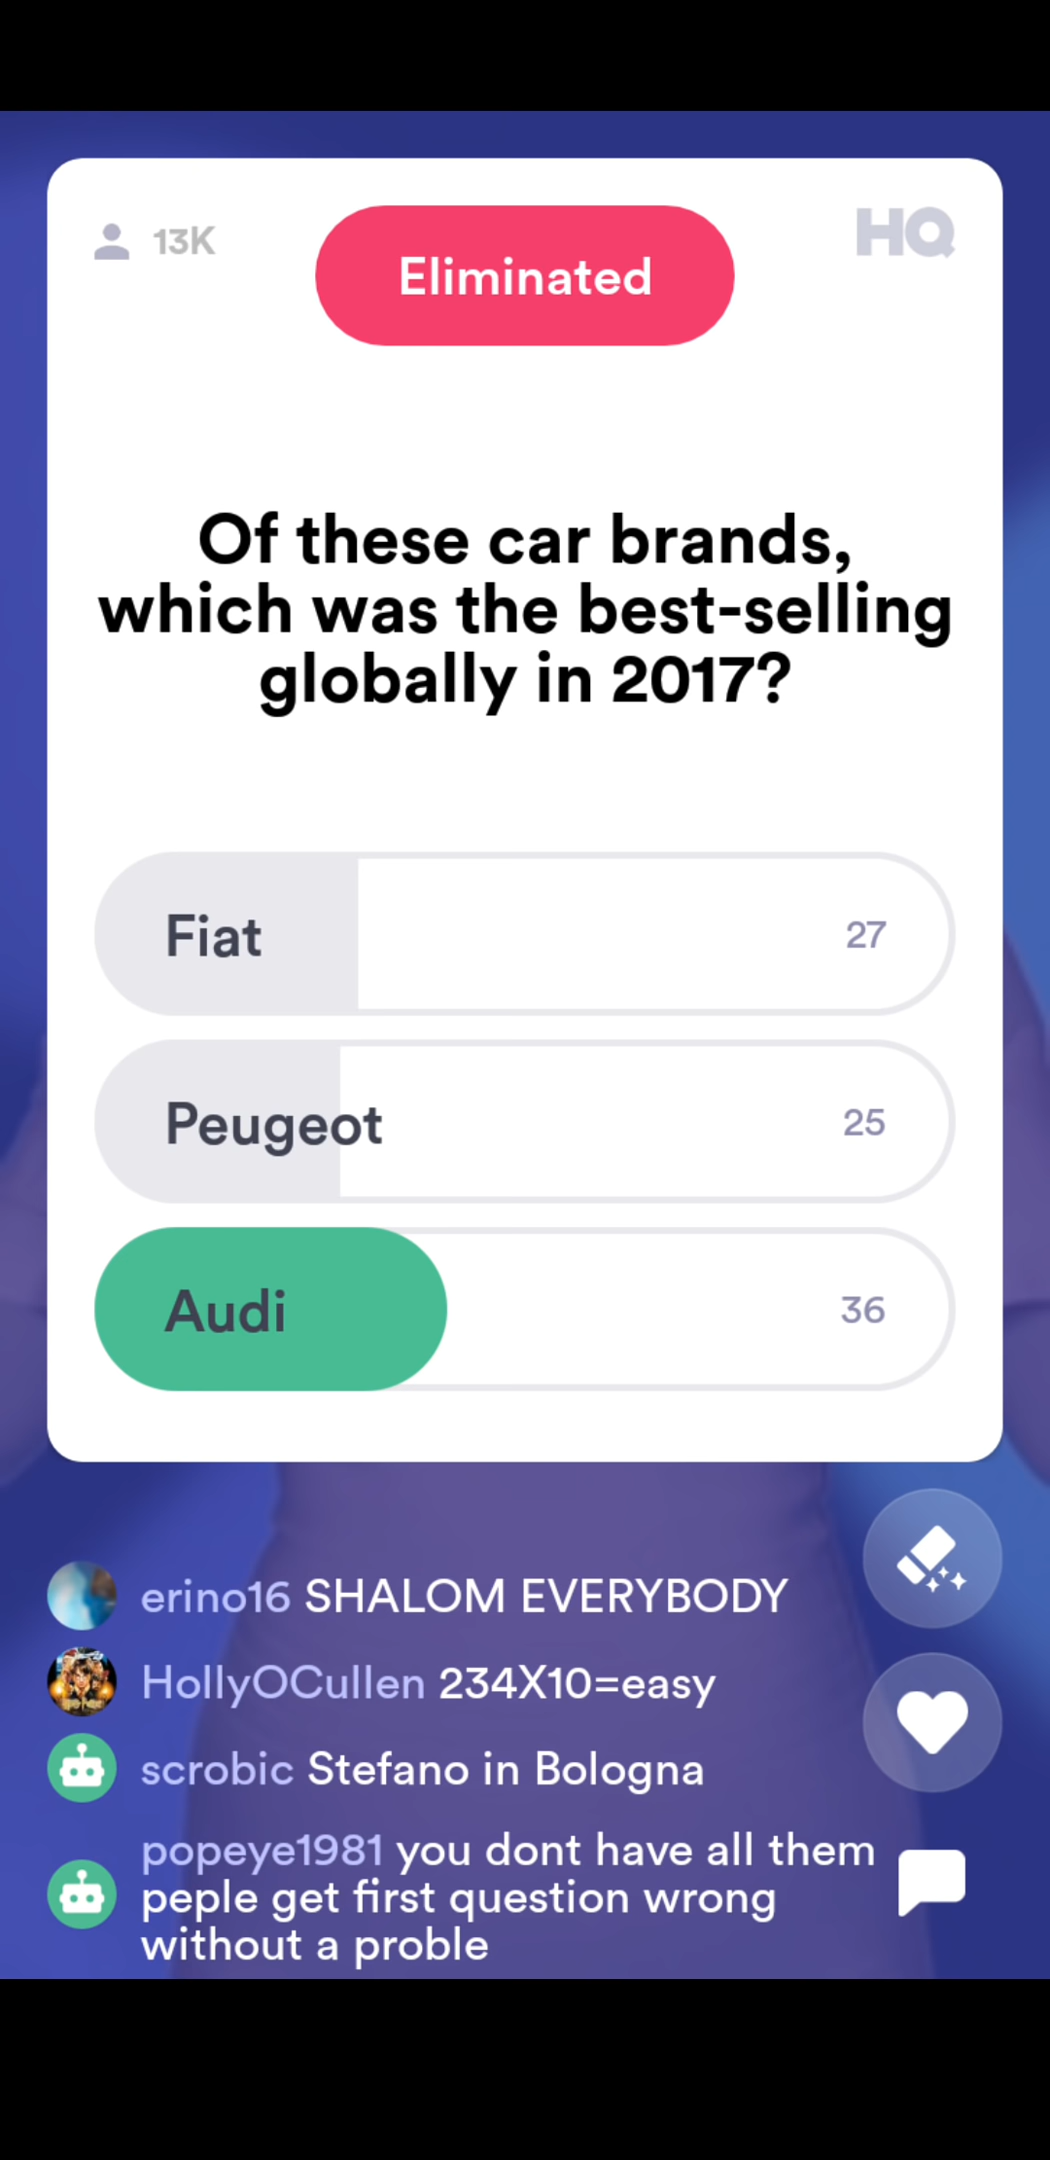 13K
Eliminated
HQ
Of these car brands,
which was the best-selling
globally in 2017?
Fiat 27
Peugeot 25
Audi 36
erino16 SHALOM EVERYBODY
HollyOCullen 234X10=easy
scrobic Stefano in Bologna
popeye1981 you dont have all them
peple get first question wrong
without a proble